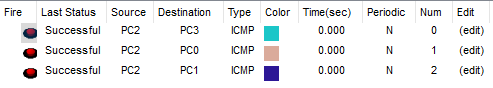 Fire Last Status Source Destination Type Color Time(sec) Periodic Num Edit
Successful PC2 PC3 ICMP 0.000 N 0 (edit)
Successful PC2 PC0 ICMP 0.000 N 1 (edit)
Successful PC2 PC1 ICMP 0.000 N 2 (edit)